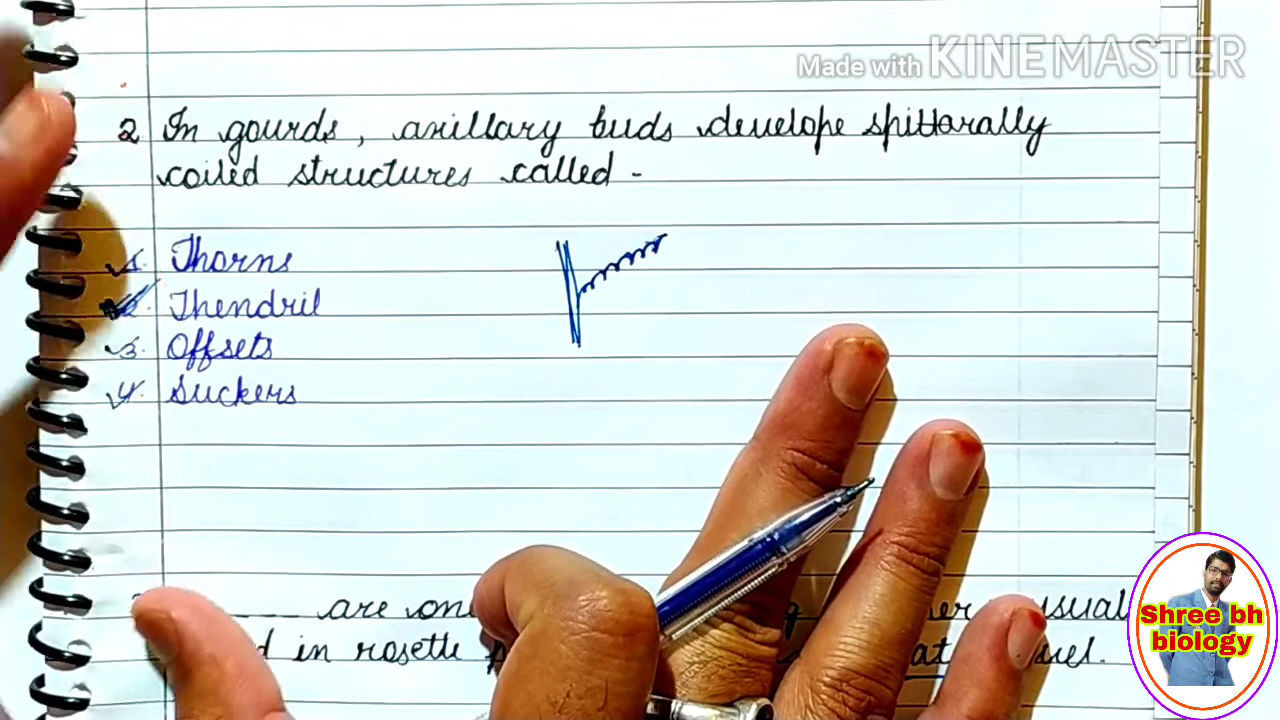 Made with KINEMASTER
2 In gourds, axillary buds develope spittorally
coiled structures called -
1. Thorns
2. Thendril
3. Offsets
4. Suckers
are one
in rosette
Shree bh
biology